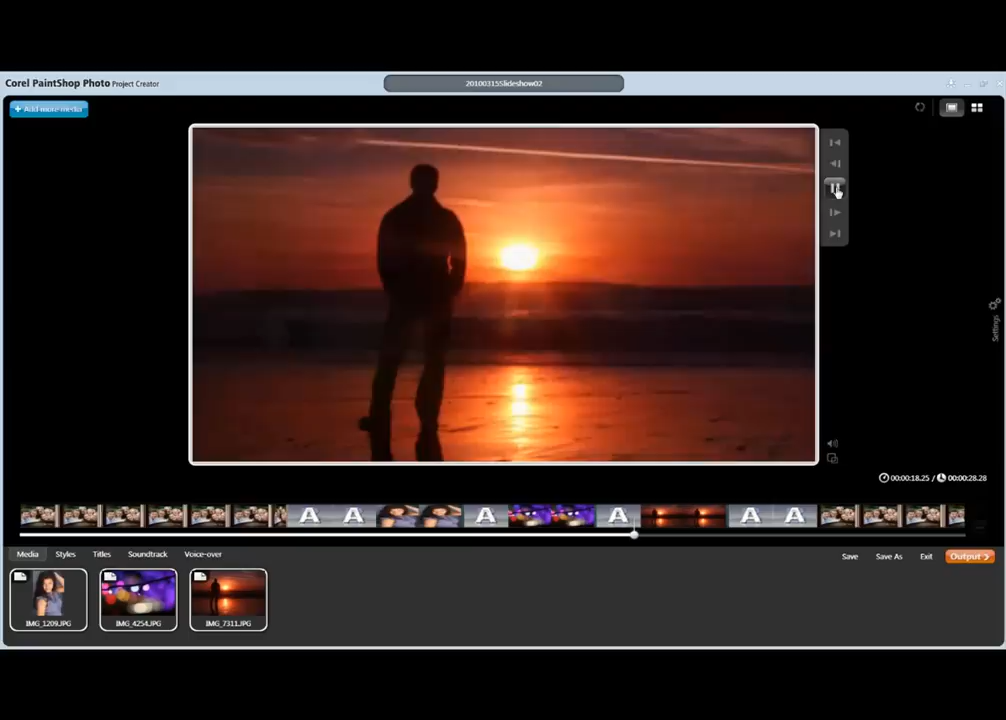 Corel PaintShop Photo Project Creator
20100315Slideshow02
+ Add more media
Settings
00:00:18.25 / 00:00:28.28
A A A A A A
Media Styles Titles Soundtrack Voice-over
Save Save As Exit Output >
IMG_1209.JPG IMG_4254.JPG IMG_7311.JPG